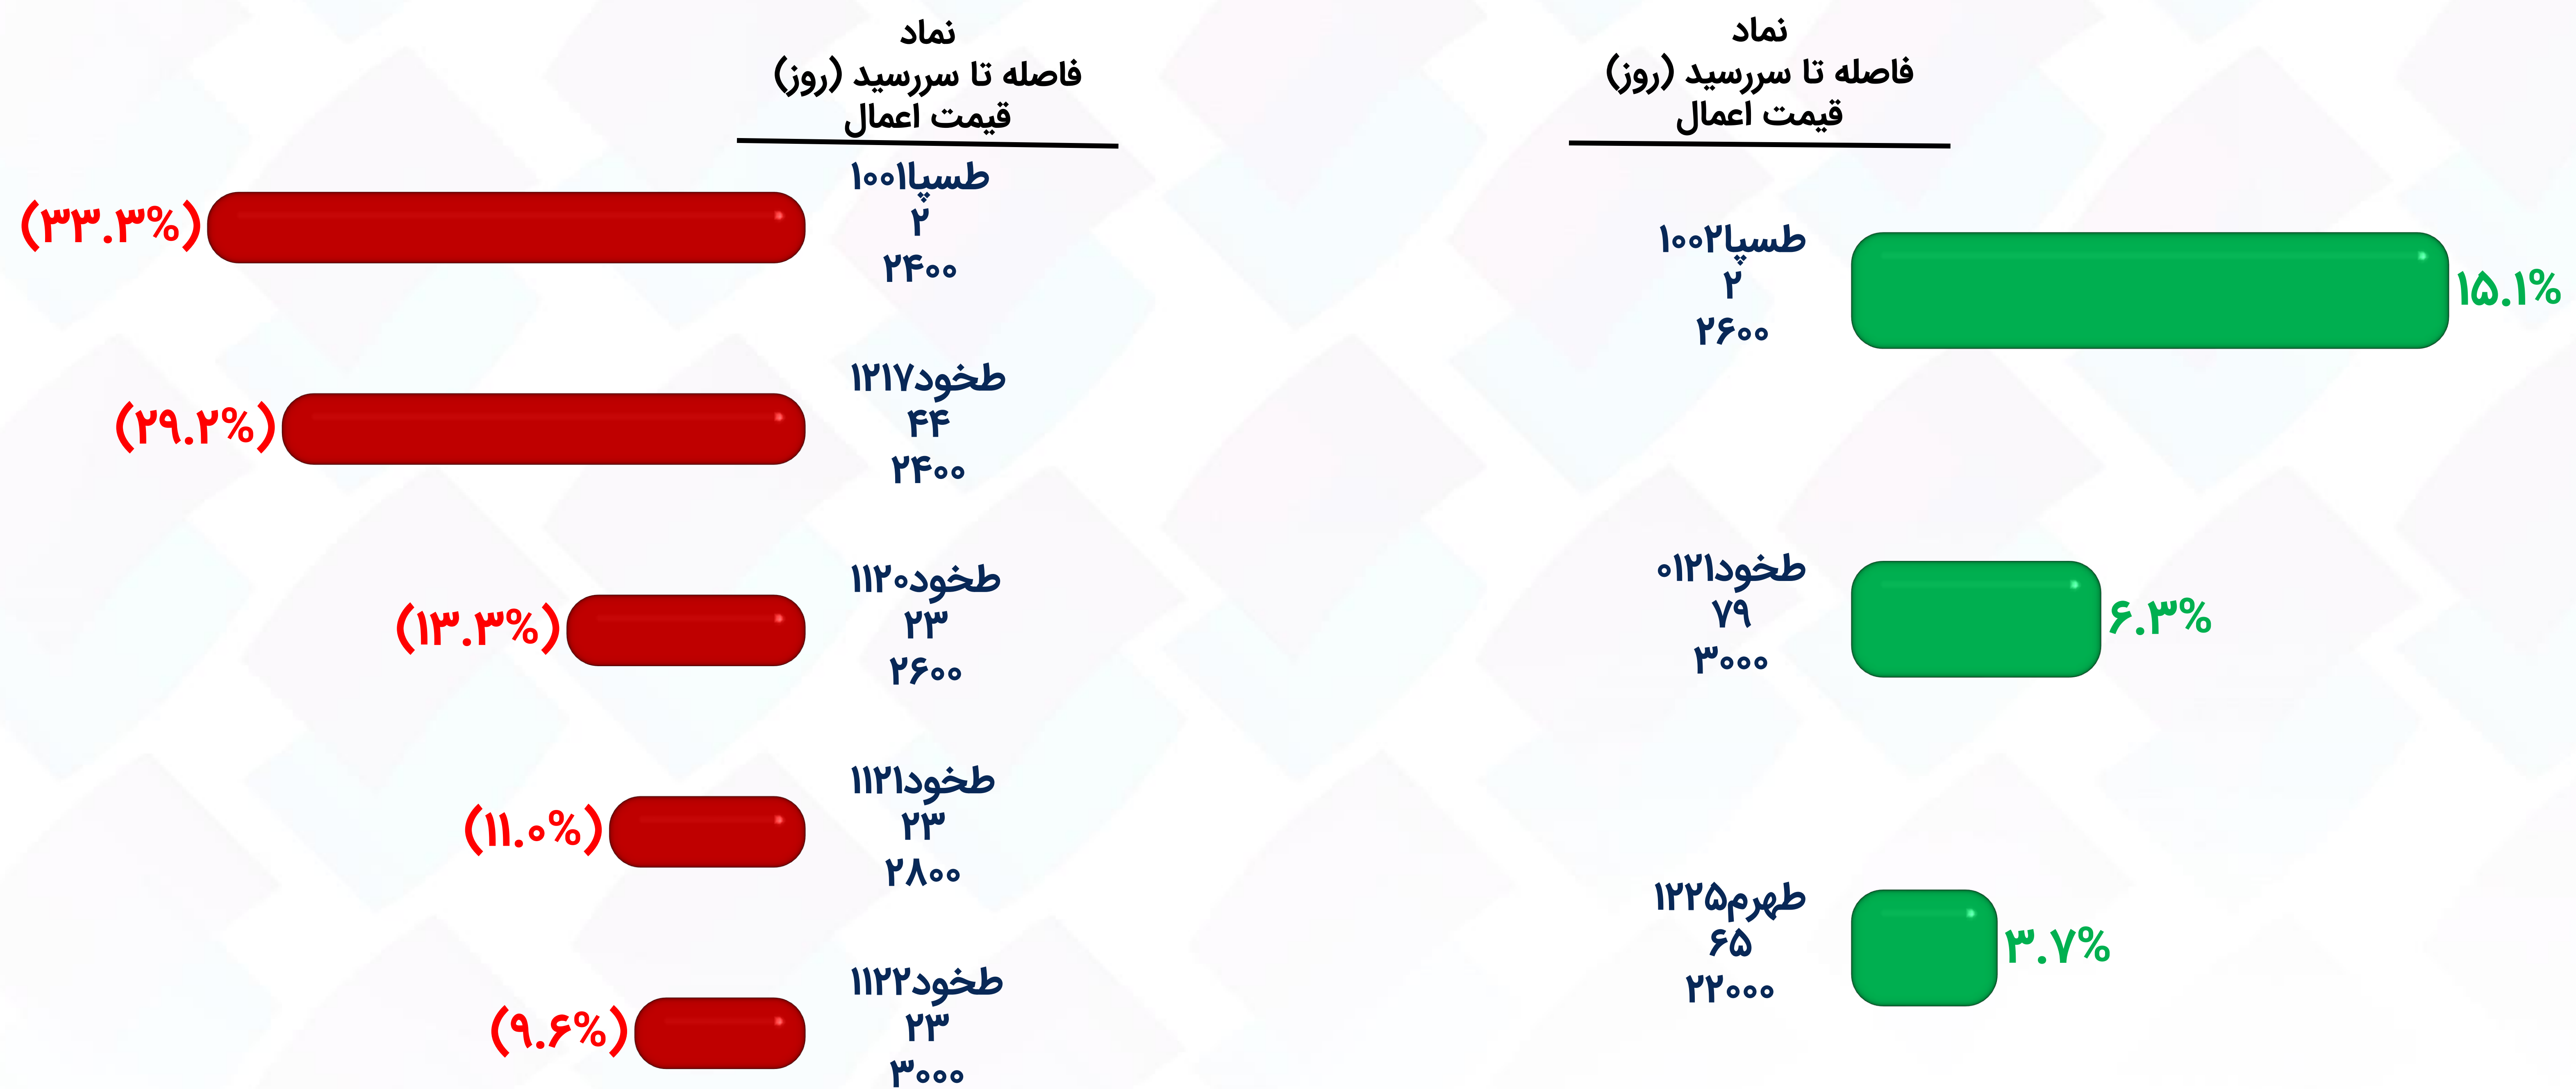 نماد
فاصله تا سررسید (روز)
قیمت اعمال
طسپا۱۰۰۲
۲
۲۶۰۰
۱۵.۱%
طخود۰۱۲۱
۷۹
۳۰۰۰
۶.۳%
طهرم۱۲۲۵
۶۵
۲۲۰۰۰
۳.۷%
نماد
فاصله تا سررسید (روز)
قیمت اعمال
طسپا۱۰۰۱
۲
۲۴۰۰
(۳۳.۳%)
طخود۱۲۱۷
۴۴
۲۴۰۰
(۲۹.۲%)
طخود۱۱۲۰
۲۳
۲۶۰۰
(۱۳.۳%)
طخود۱۱۲۱
۲۳
۲۸۰۰
(۱۱.۰%)
طخود۱۱۲۲
۲۳
۳۰۰۰
(۹.۶%)